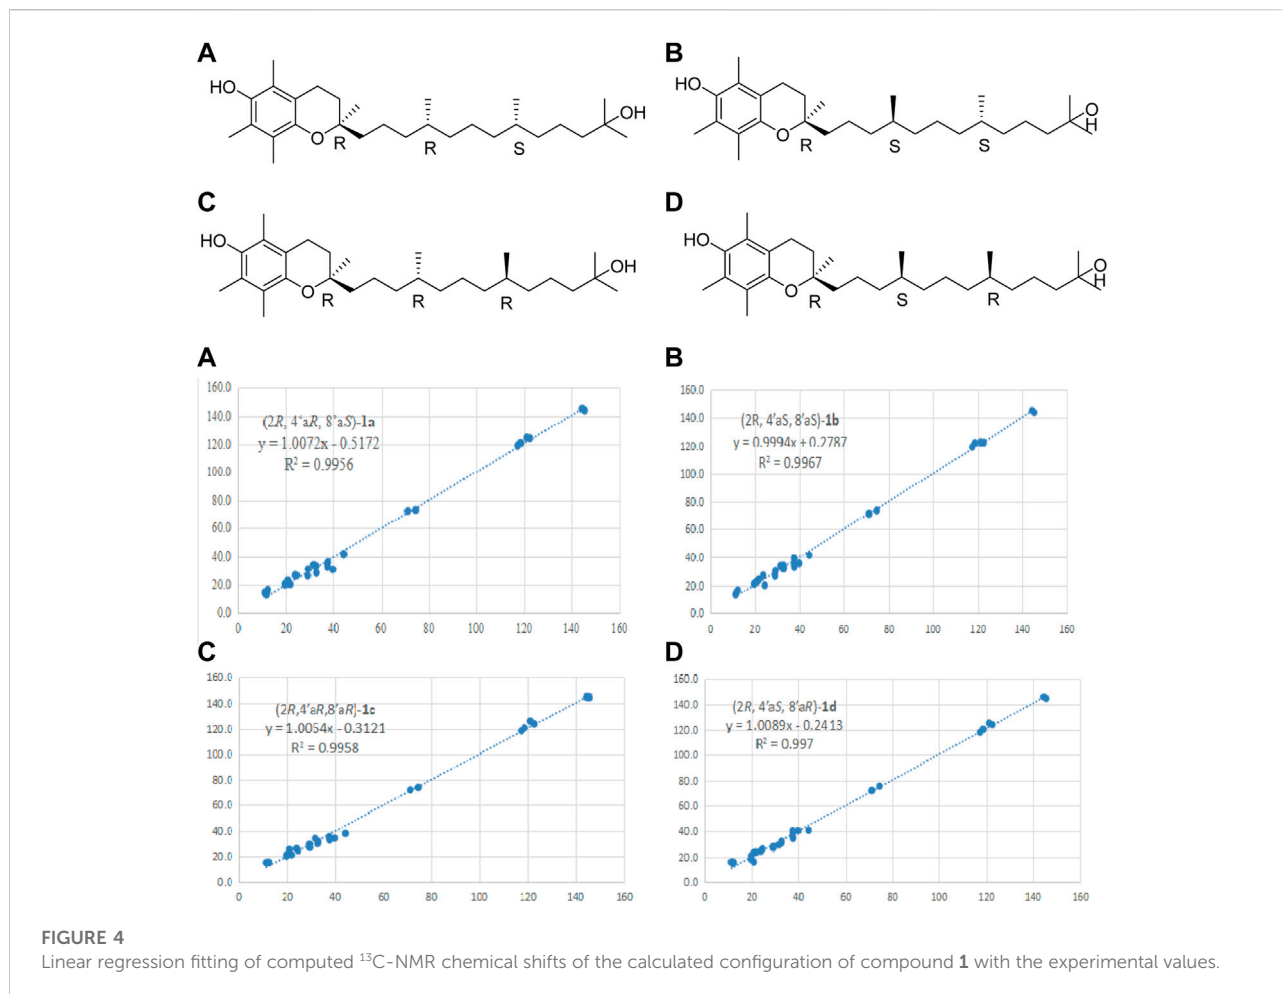 A
B
HO
O
R
R
S
OH
HO
O
R
S
S
O
H
C
D
HO
O
R
R
R
OH
HO
O
R
S
R
O
H
A
160.0
140.0
120.0
100.0
80.0
60.0
40.0
20.0
0.0
(2R, 4'aR, 8'aS)-1a
y = 1.0072x - 0.5172
R² = 0.9956
0 20 40 60 80 100 120 140 160
B
160.0
140.0
120.0
100.0
80.0
60.0
40.0
20.0
0.0
(2R, 4'aS, 8'aS)-1b
y = 0.9994x + 0.2787
R² = 0.9967
0 20 40 60 80 100 120 140 160
C
160.0
140.0
120.0
100.0
80.0
60.0
40.0
20.0
0.0
(2R,4'aR,8'aR)-1c
y = 1.0054x - 0.3121
R² = 0.9958
0 20 40 60 80 100 120 140 160
D
160.0
140.0
120.0
100.0
80.0
60.0
40.0
20.0
0.0
(2R, 4'aS, 8'aR)-1d
y = 1.0089x - 0.2413
R² = 0.997
0 20 40 60 80 100 120 140 160
FIGURE 4
Linear regression fitting of computed ¹³C-NMR chemical shifts of the calculated configuration of compound 1 with the experimental values.